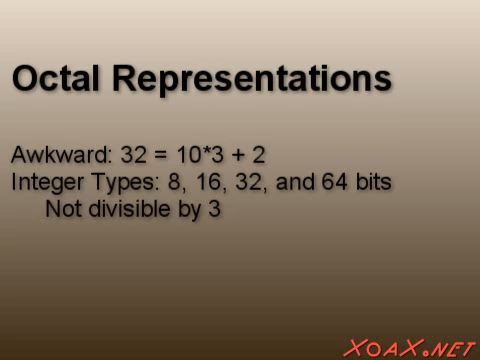 Octal Representations
Awkward: 32 = 10*3 + 2
Integer Types: 8, 16, 32, and 64 bits
Not divisible by 3
XOAX.NET